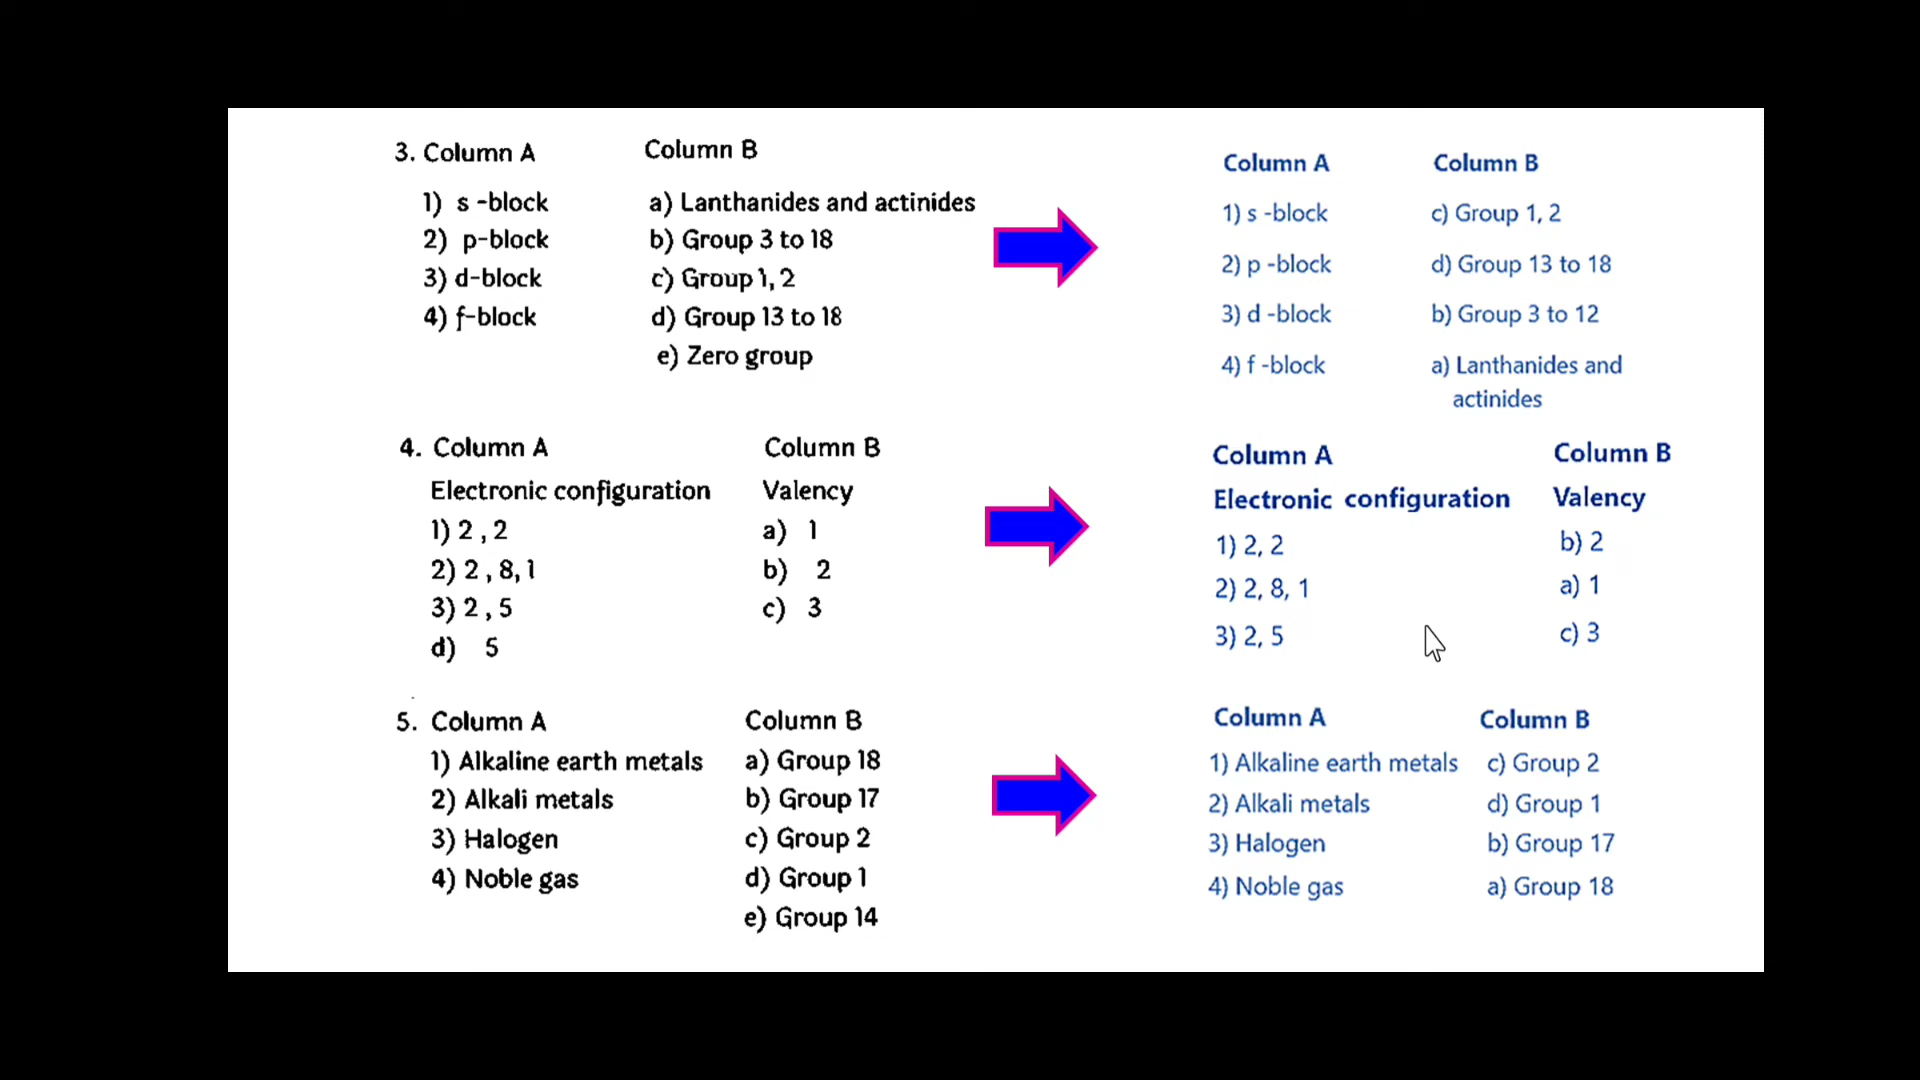 3. Column A Column B
1) s -block a) Lanthanides and actinides
2) p-block b) Group 3 to 18
3) d-block c) Group 1, 2
4) f-block d) Group 13 to 18
e) Zero group
4. Column A Column B
Electronic configuration Valency
1) 2 , 2 a) 1
2) 2 , 8, 1 b) 2
3) 2 , 5 c) 3
d) 5
5. Column A Column B
1) Alkaline earth metals a) Group 18
2) Alkali metals b) Group 17
3) Halogen c) Group 2
4) Noble gas d) Group 1
e) Group 14
Column A Column B
1) s -block c) Group 1, 2
2) p -block d) Group 13 to 18
3) d -block b) Group 3 to 12
4) f -block a) Lanthanides and
actinides
Column A Column B
Electronic configuration Valency
1) 2, 2 b) 2
2) 2, 8, 1 a) 1
3) 2, 5 c) 3
Column A Column B
1) Alkaline earth metals c) Group 2
2) Alkali metals d) Group 1
3) Halogen b) Group 17
4) Noble gas a) Group 18